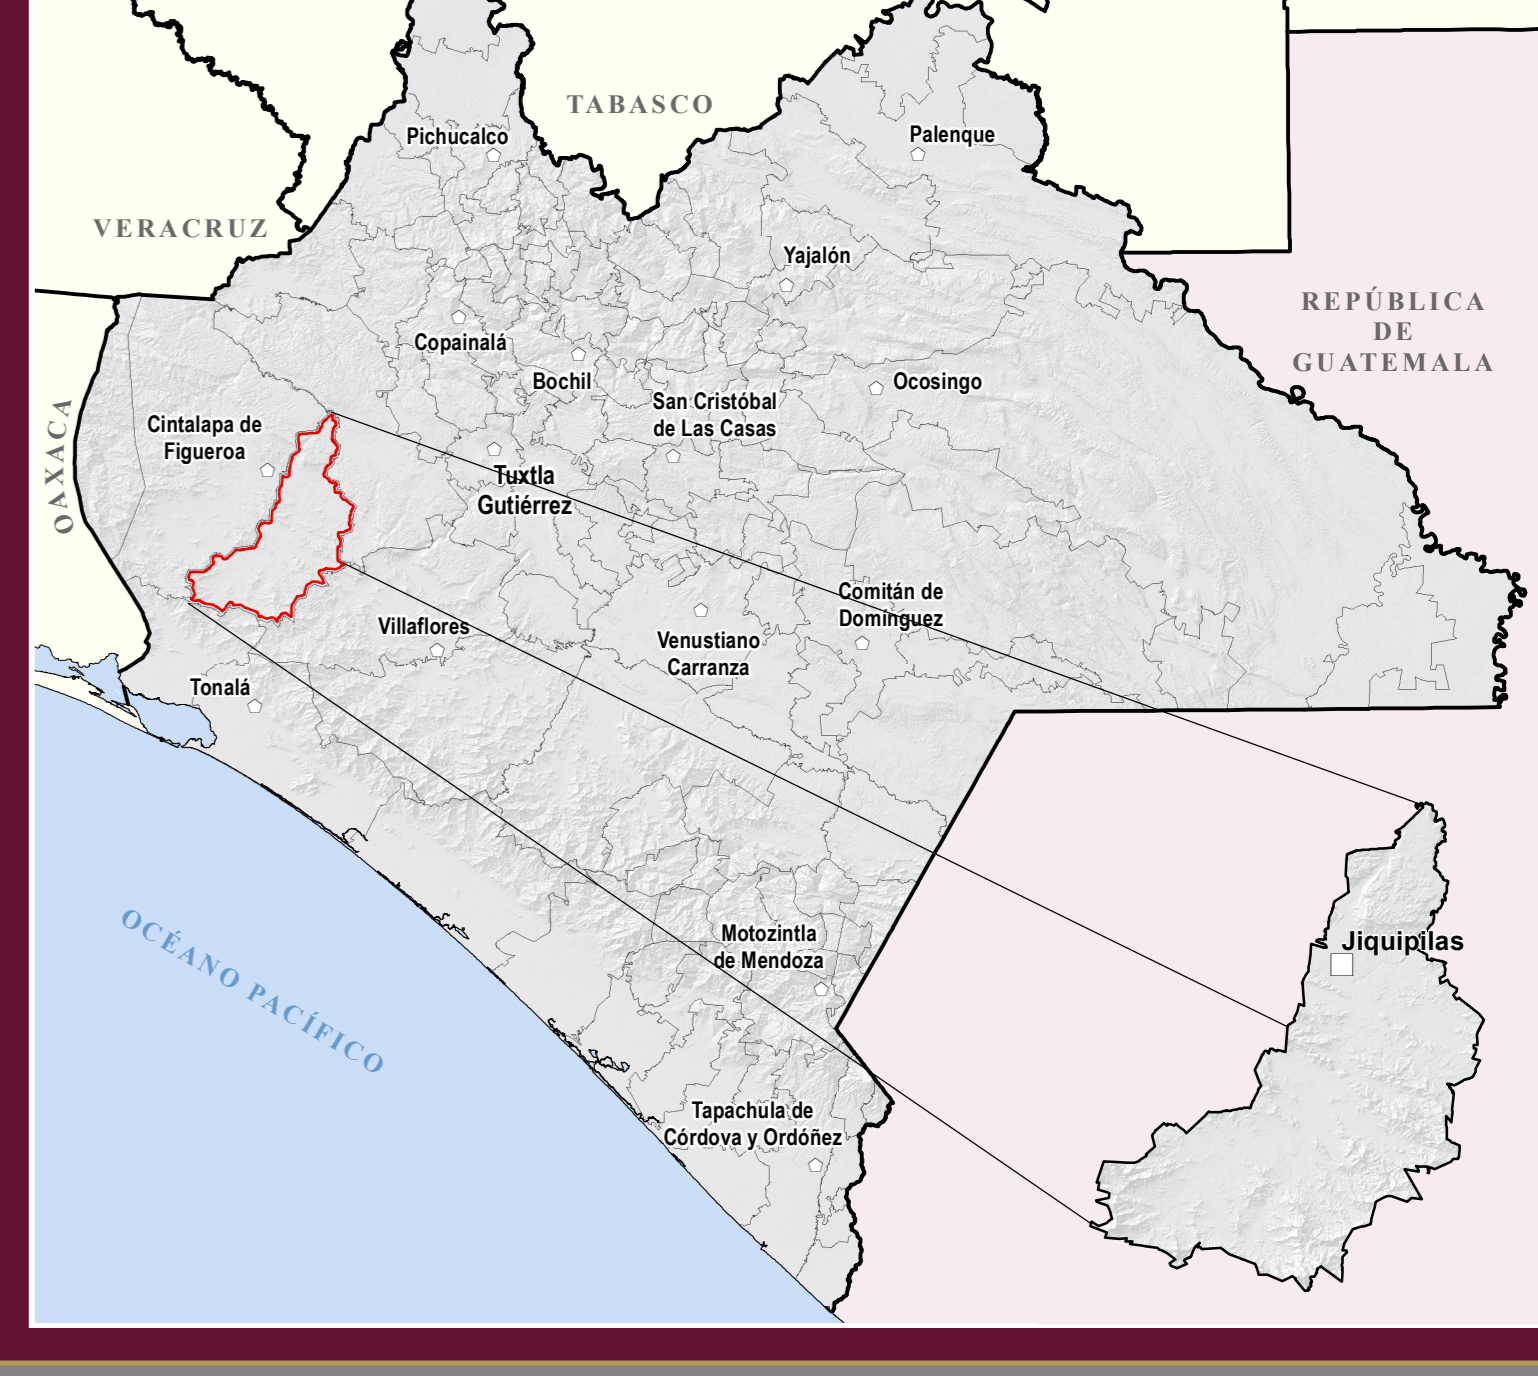 TABASCO
Pichucalco
Palenque
VERACRUZ
Yajalón
REPÚBLICA
DE
GUATEMALA
Copainalá
Bochil
Ocosingo
San Cristóbal
de Las Casas
OAXACA
Cintalapa de
Figueroa
Tuxtla
Gutiérrez
Comitán de
Domínguez
Villaflores
Venustiano
Carranza
Tonalá
OCÉANO PACÍFICO
Motozintla
de Mendoza
Jiquipilas
Tapachula de
Córdova y Ordóñez